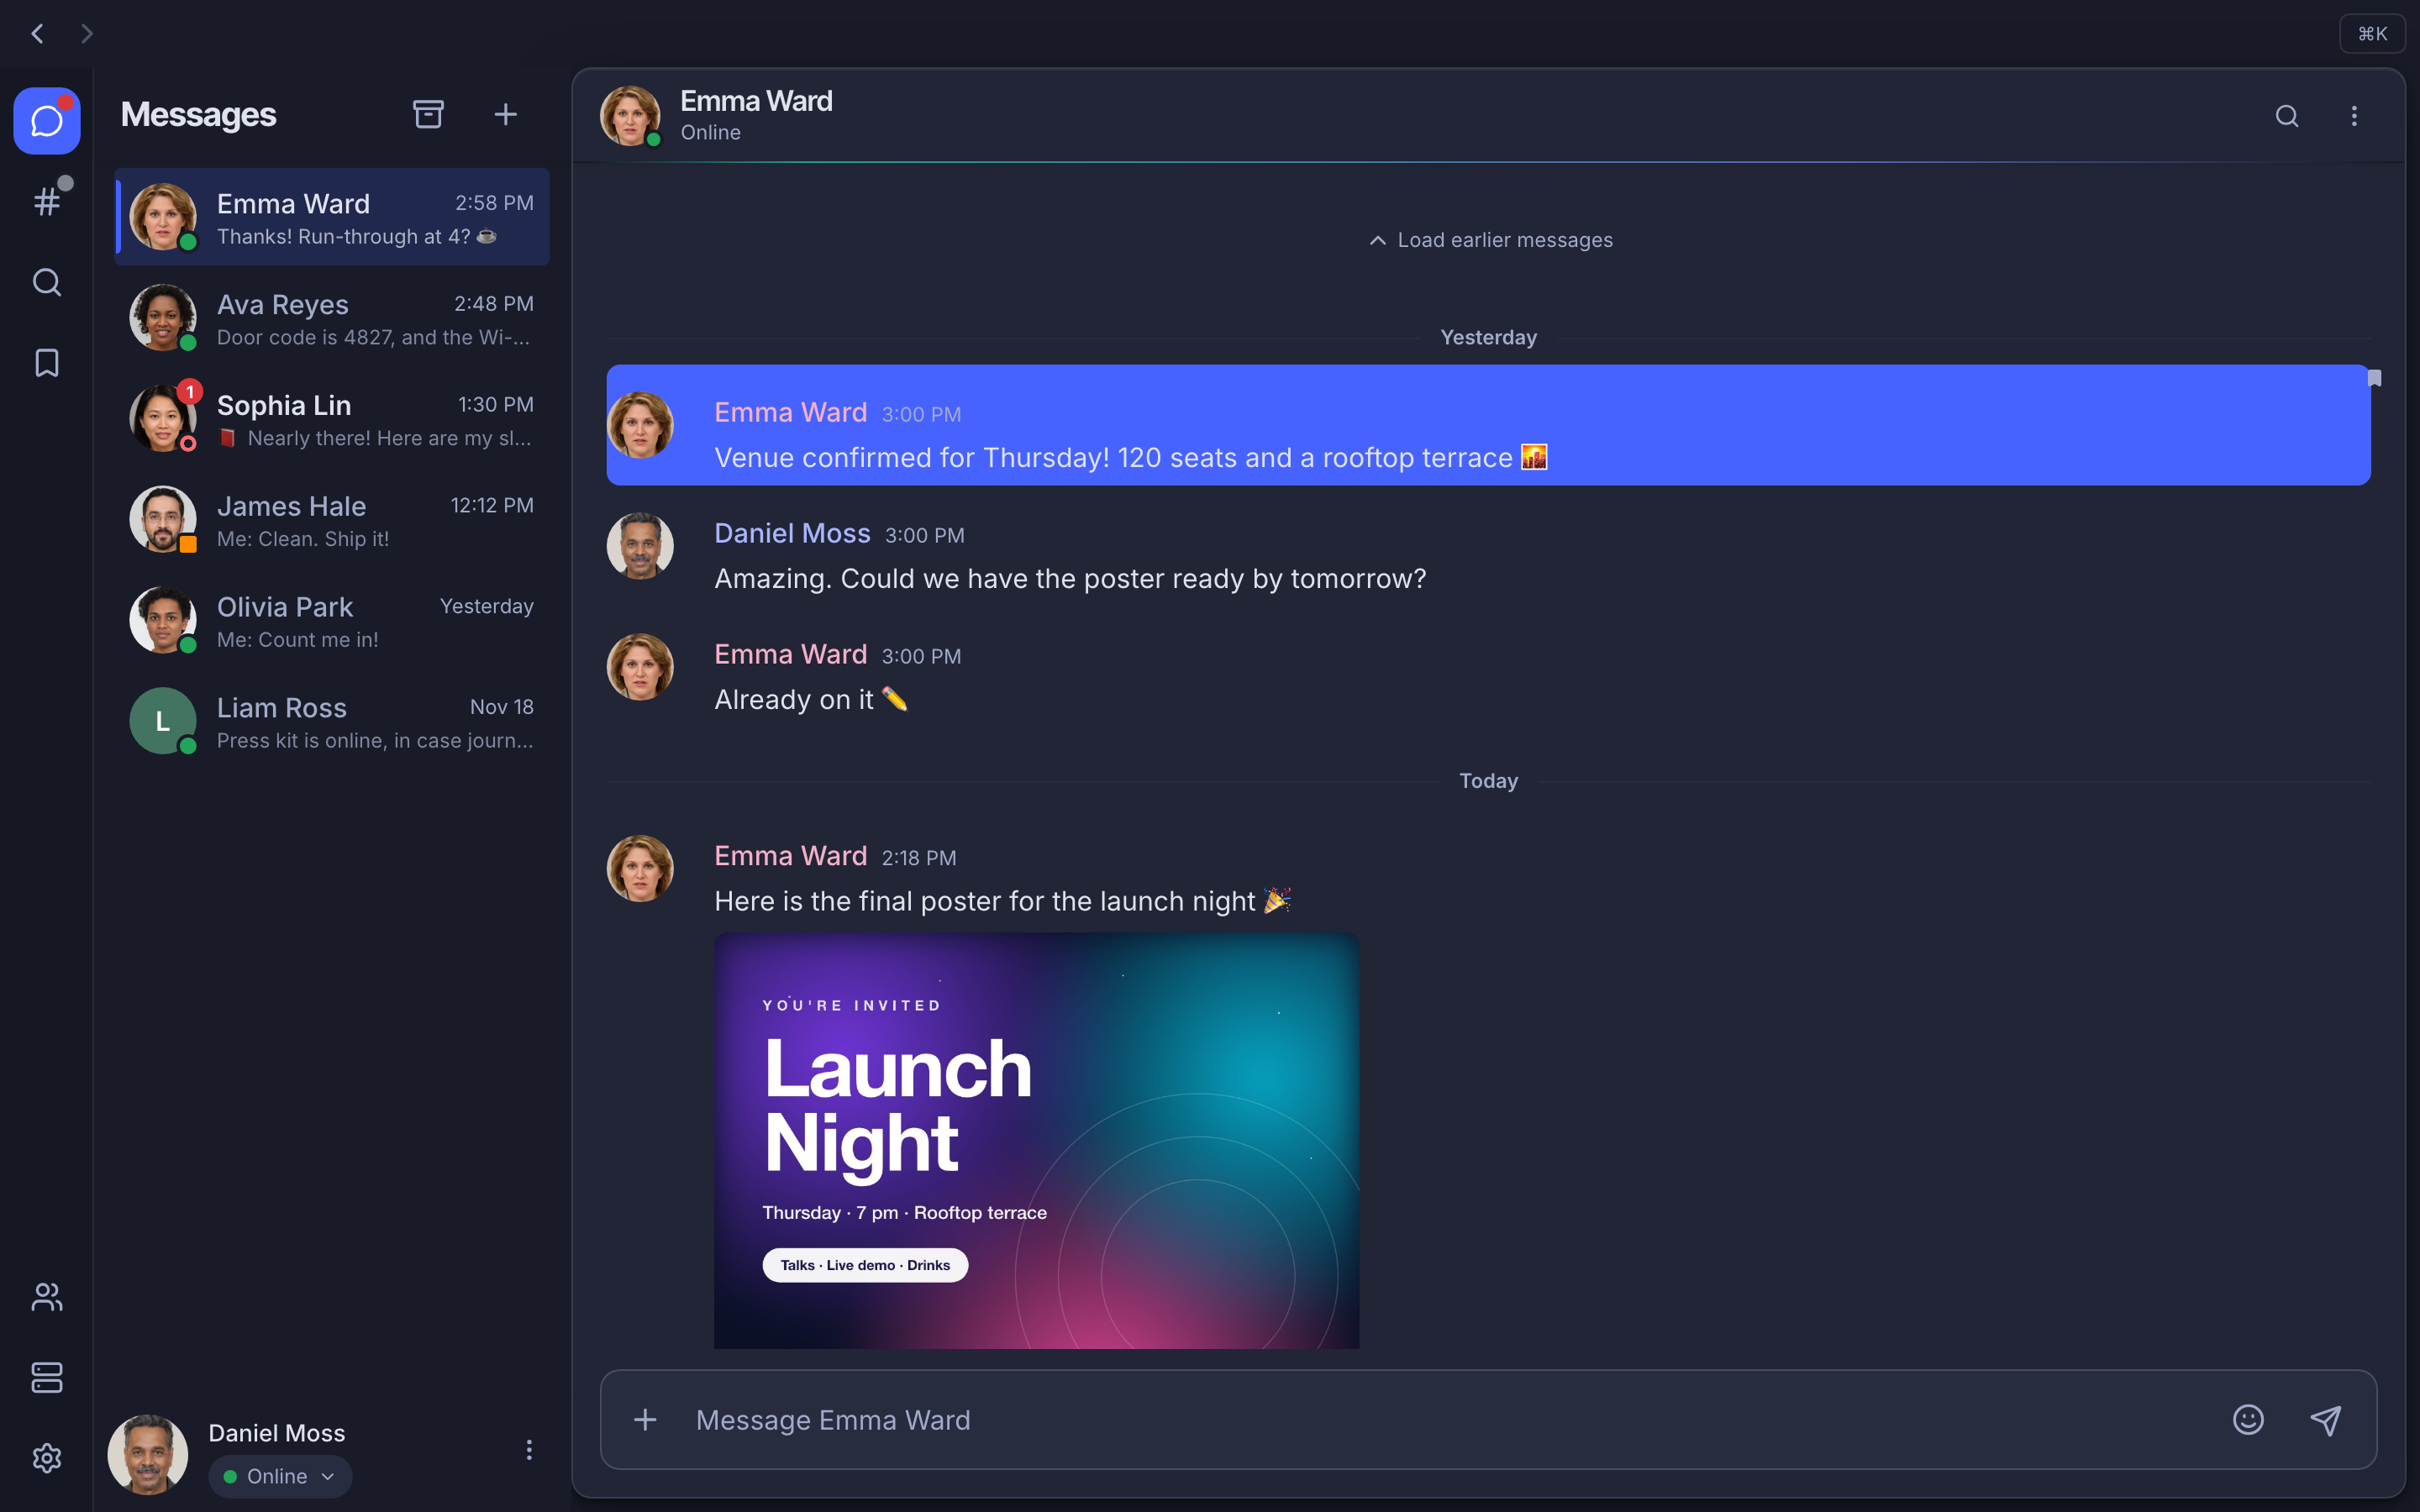 ⌘K
Messages
Emma Ward 2:58 PM
Thanks! Run-through at 4? ☕
Ava Reyes 2:48 PM
Door code is 4827, and the Wi-...
1
Sophia Lin 1:30 PM
📕 Nearly there! Here are my sl...
James Hale 12:12 PM
Me: Clean. Ship it!
Olivia Park Yesterday
Me: Count me in!
L
Liam Ross Nov 18
Press kit is online, in case journ...
Daniel Moss
Online
Emma Ward
Online
Load earlier messages
Yesterday
Emma Ward 3:00 PM
Venue confirmed for Thursday! 120 seats and a rooftop terrace 🌇
Daniel Moss 3:00 PM
Amazing. Could we have the poster ready by tomorrow?
Emma Ward 3:00 PM
Already on it ✏️
Today
Emma Ward 2:18 PM
Here is the final poster for the launch night 🎉
YOU'RE INVITED
Launch
Night
Thursday · 7 pm · Rooftop terrace
Talks · Live demo · Drinks
Message Emma Ward